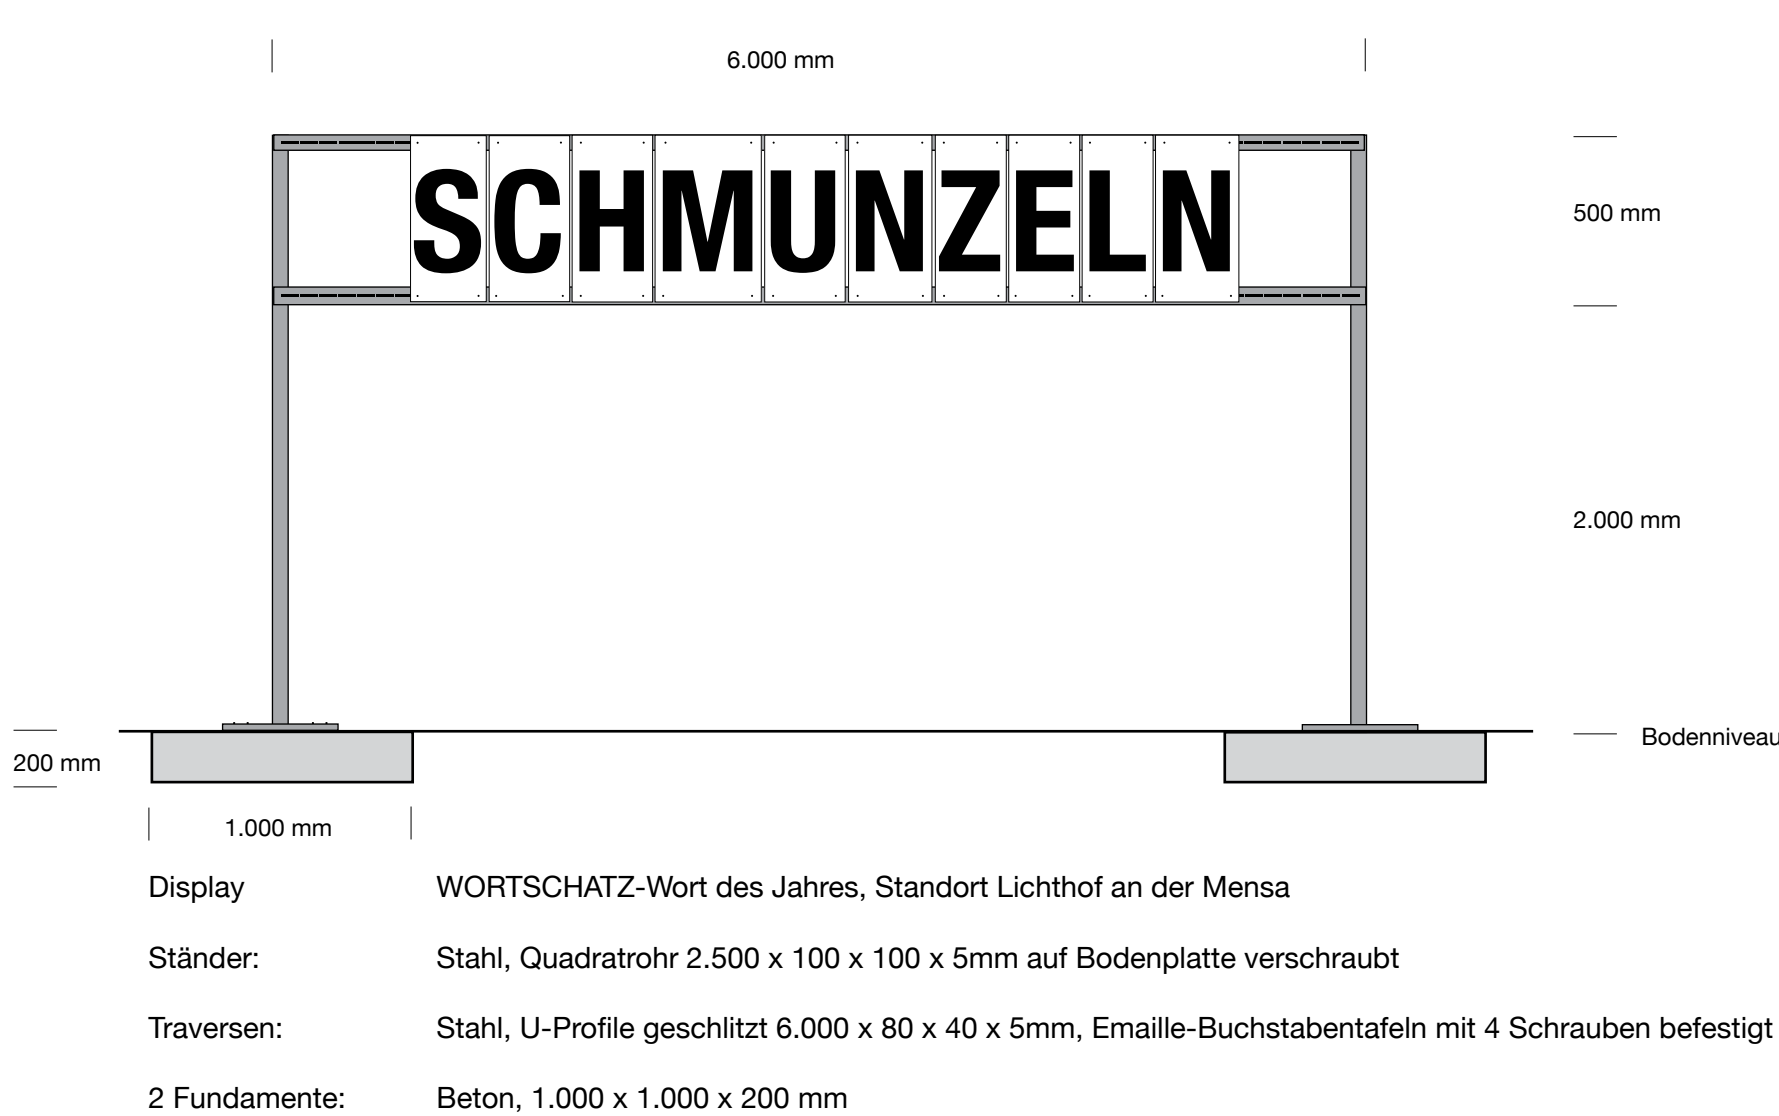 6.000 mm
SCHMUNZELN
500 mm
2.000 mm
Bodenniveau
200 mm
1.000 mm
Display WORTSCHATZ-Wort des Jahres, Standort Lichthof an der Mensa
Ständer: Stahl, Quadratrohr 2.500 x 100 x 100 x 5mm auf Bodenplatte verschraubt
Traversen: Stahl, U-Profile geschlitzt 6.000 x 80 x 40 x 5mm, Emaille-Buchstabentafeln mit 4 Schrauben befestigt
2 Fundamente: Beton, 1.000 x 1.000 x 200 mm